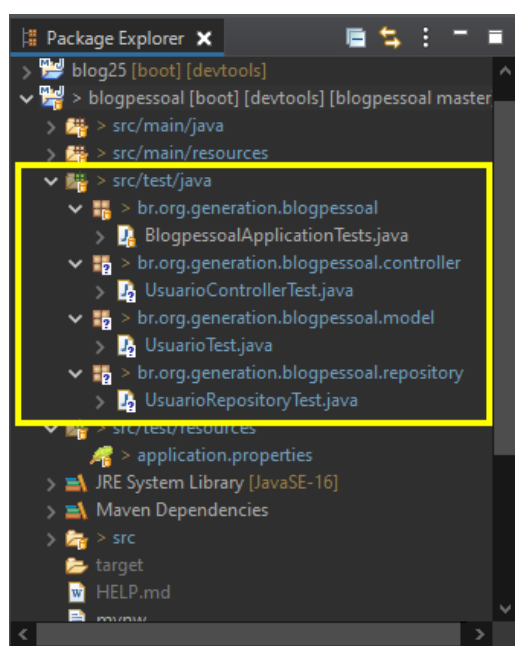 Package Explorer
blog25 [boot] [devtools]
> blogpessoal [boot] [devtools] [blogpessoal master
> src/main/java
> src/main/resources
> src/test/java
> br.org.generation.blogpessoal
BlogpessoalApplicationTests.java
> br.org.generation.blogpessoal.controller
UsuarioControllerTest.java
> br.org.generation.blogpessoal.model
UsuarioTest.java
> br.org.generation.blogpessoal.repository
UsuarioRepositoryTest.java
> src/test/resources
> application.properties
JRE System Library [JavaSE-16]
Maven Dependencies
> src
target
HELP.md
mvnw